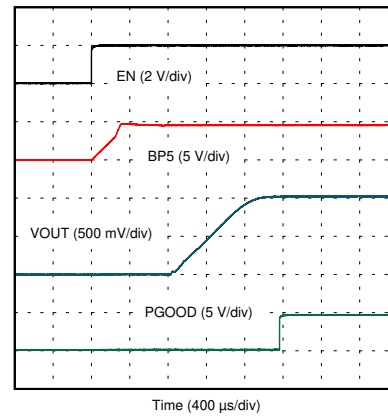 EN (2 V/div)
BP5 (5 V/div)
VOUT (500 mV/div)
PGOOD (5 V/div)
Time (400 μs/div)